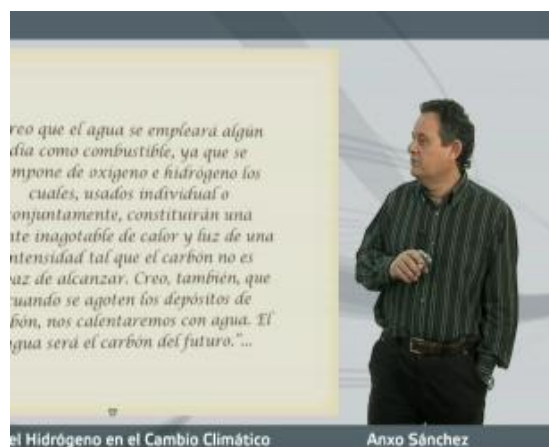 reo que el agua se empleará algún
día como combustible, ya que se
mpone de oxígeno e hidrógeno los
cuales, usados individual o
onjuntamente, constituirán una
te inagotable de calor y luz de una
ntensidad tal que el carbón no es
az de alcanzar. Creo, también, que
uando se agoten los depósitos de
bón, nos calentaremos con agua. El
gua será el carbón del futuro."...
el Hidrógeno en el Cambio Climático
Anxo Sánchez